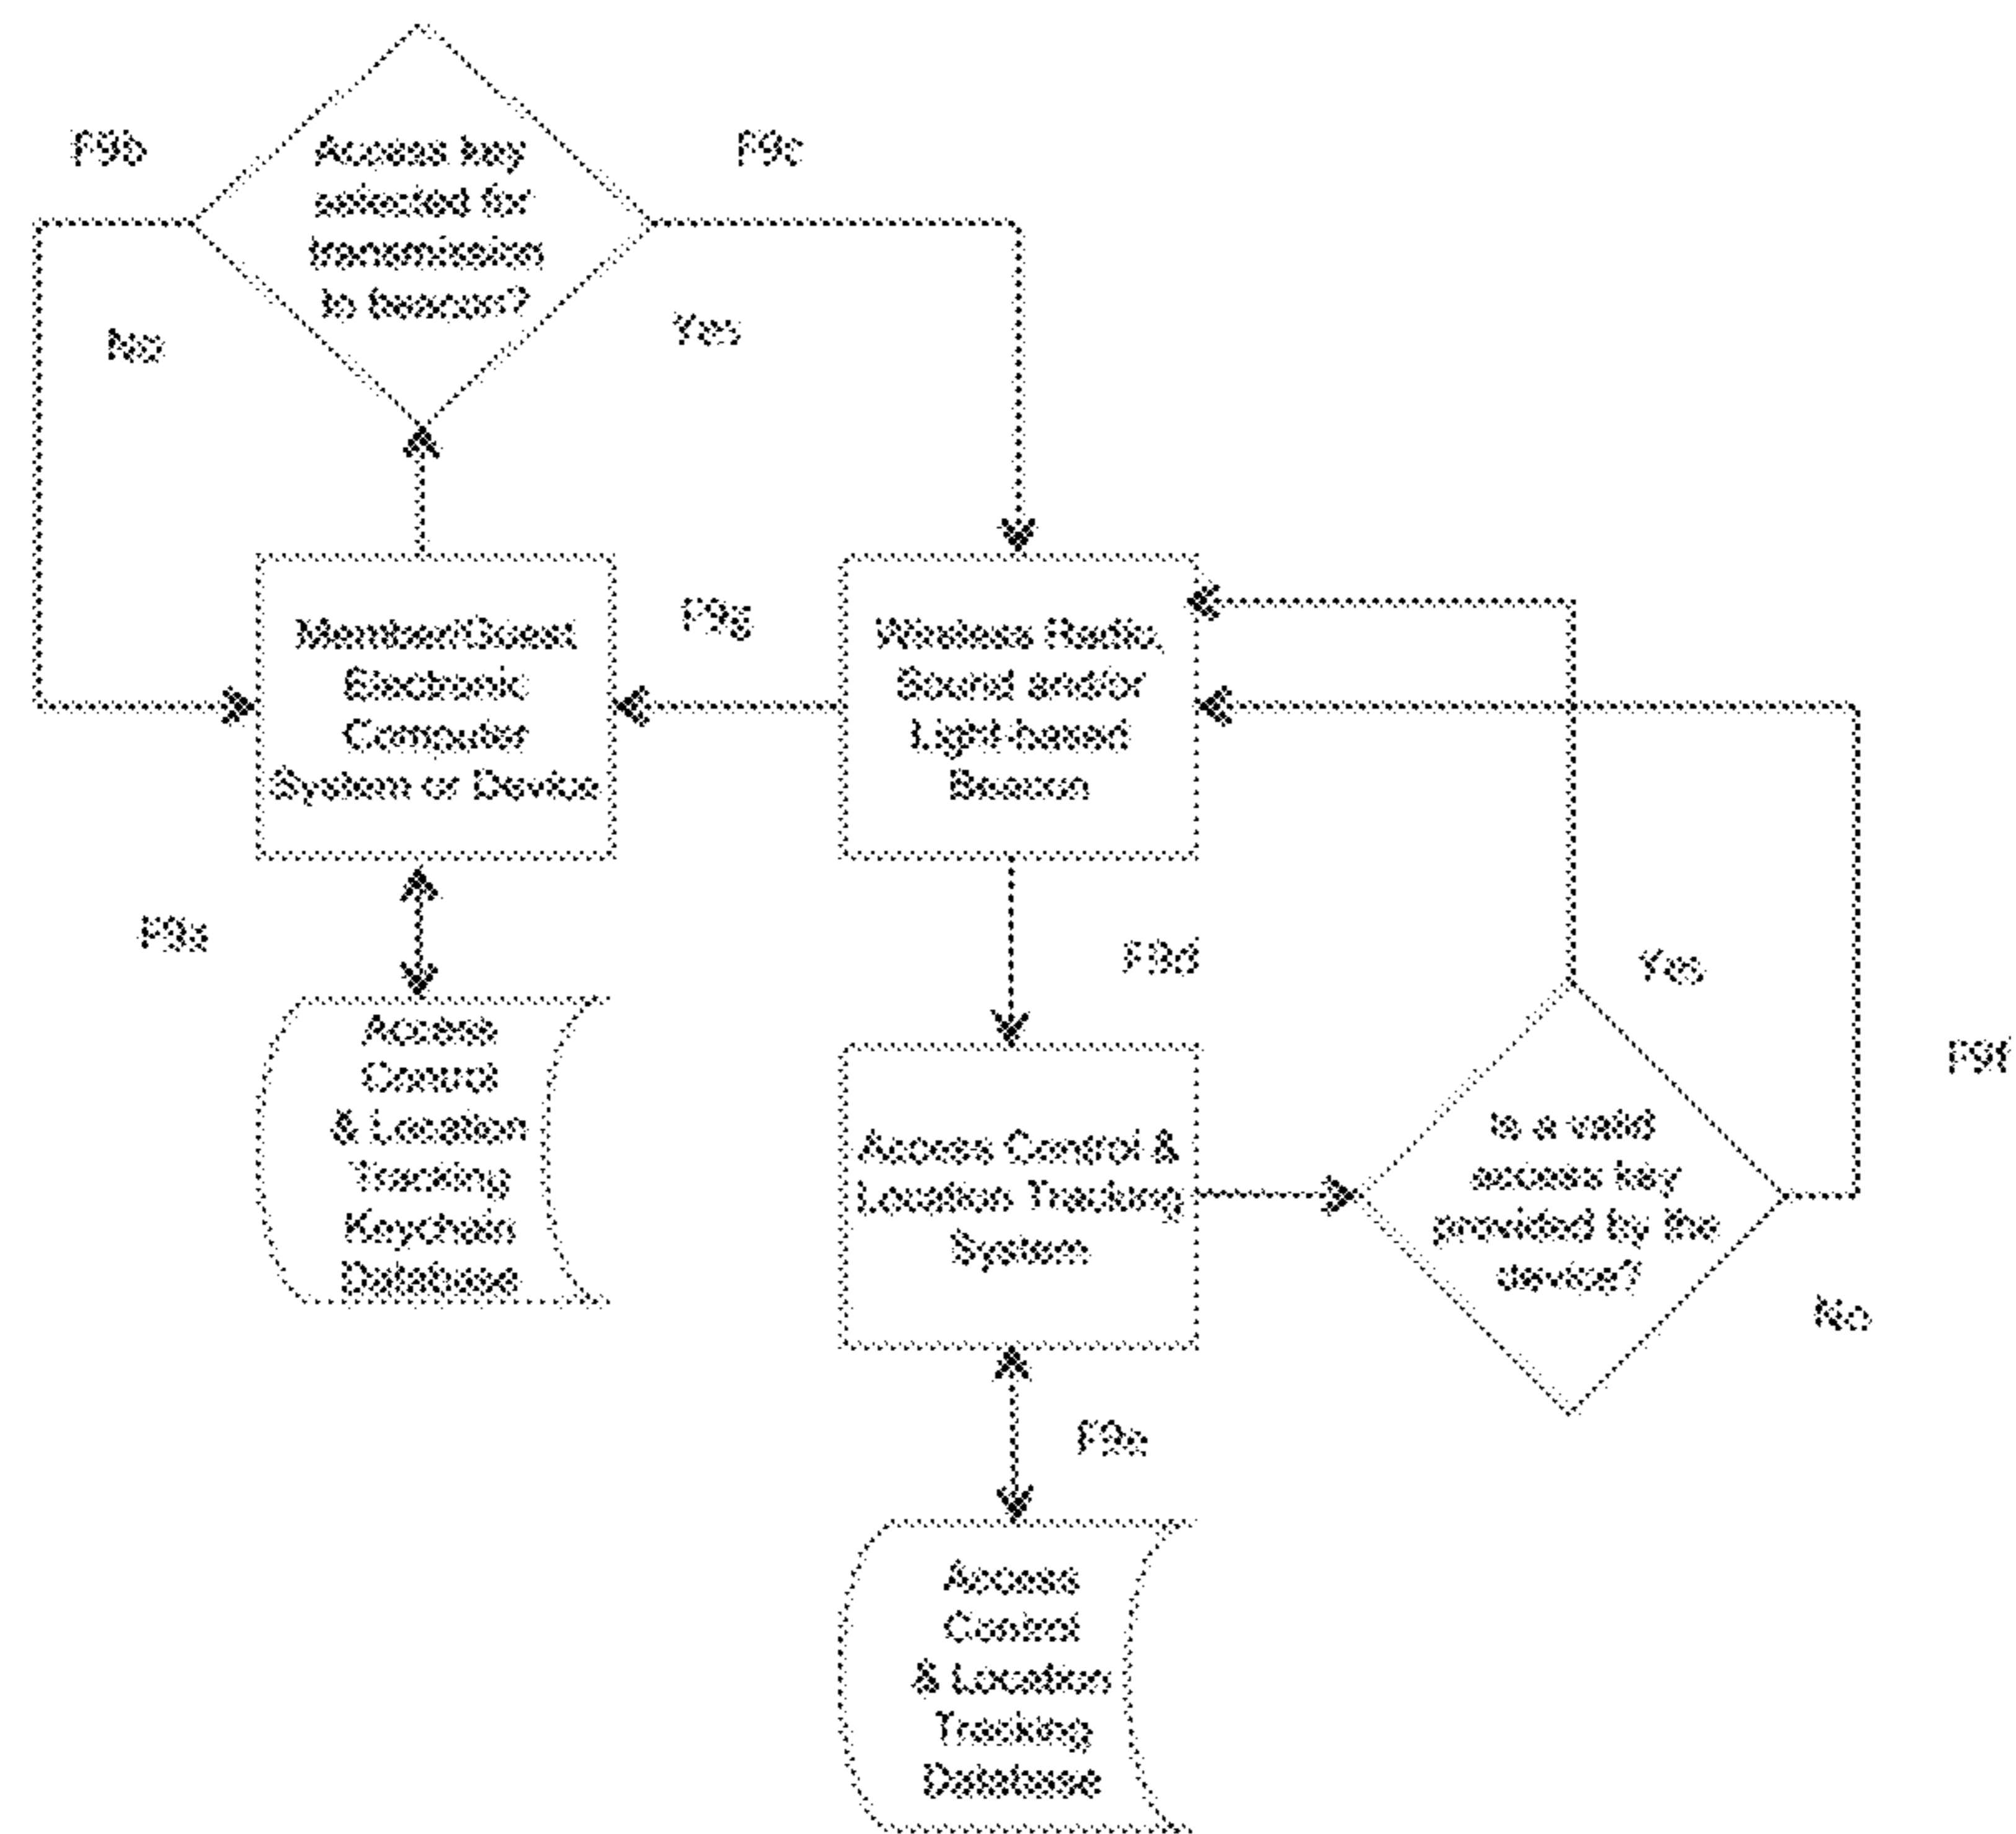 F9b
Access key
selected for
transmission
to beacon?
F9c
No
Yes
Member/Guest
Electronic
Computer
System or Device
F9g
Wireless Radio,
Sound and/or
Light-based
Beacon
F9a
Access
Control
& Location
Tracking
Keychain
Database
F9d
Yes
F9f
Access Control &
Location Tracking
System
Is a valid
access key
provided by the
device?
No
F9e
Access
Control
& Location
Tracking
Database